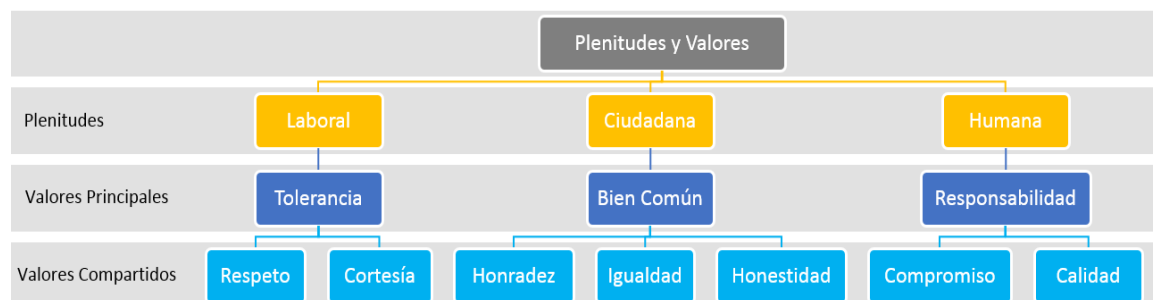 Plenitudes y Valores
Plenitudes
Laboral
Ciudadana
Humana
Valores Principales
Tolerancia
Bien Común
Responsabilidad
Valores Compartidos
Respeto
Cortesía
Honradez
Igualdad
Honestidad
Compromiso
Calidad